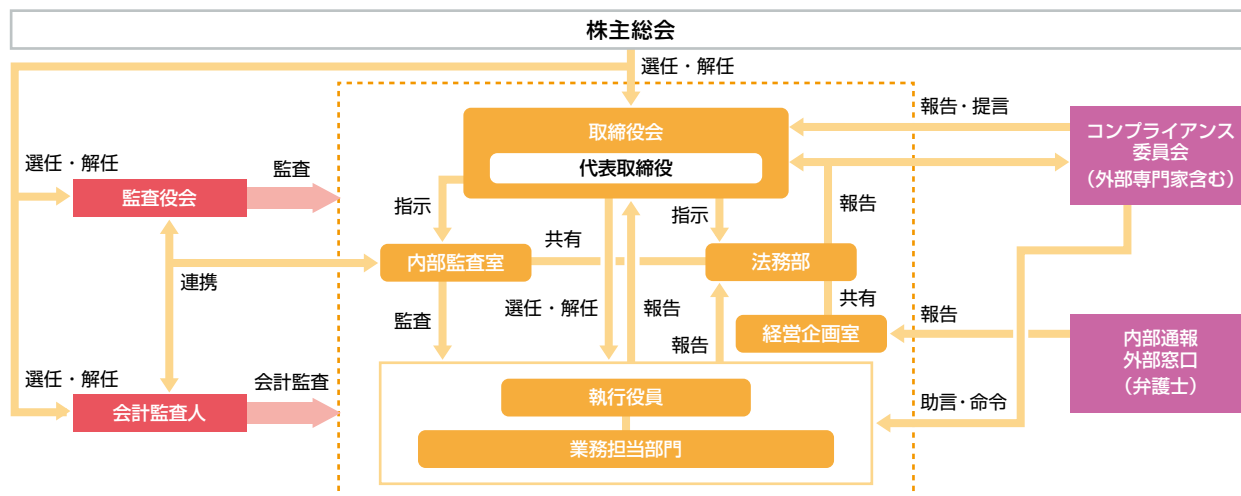 株主総会
選任・解任
報告・提言
取締役会
代表取締役
コンプライアンス
委員会
(外部専門家含む)
選任・解任
監査
監査役会
指示
指示
報告
共有
内部監査室
法務部
連携
共有
監査
選任・解任
報告
報告
経営企画室
報告
内部通報
外部窓口
(弁護士)
選任・解任
会計監査
会計監査人
執行役員
助言・命令
業務担当部門